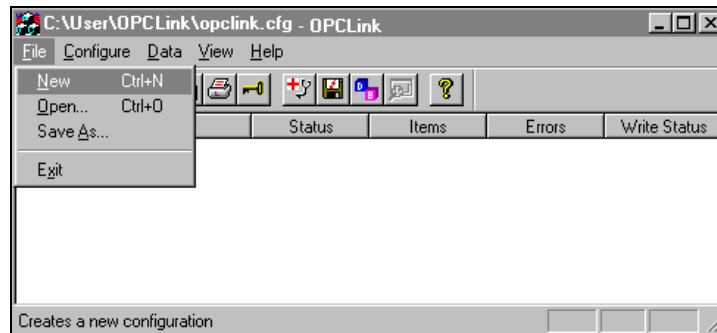 C:\User\OPCLink\opclink.cfg - OPCLink
File Configure Data View Help
New Ctrl+N
Open... Ctrl+O
Save As...
Exit
Status Items Errors Write Status
Creates a new configuration